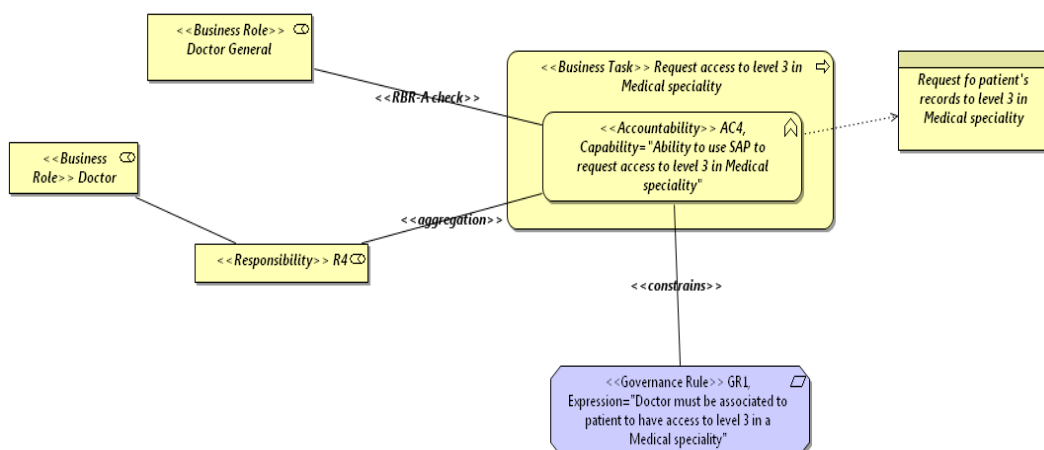 <<Business Role>>
Doctor General
<<Business Task>> Request access to level 3 in
Medical speciality
Request fo patient's
records to level 3 in
Medical speciality
<<RBR-A check>>
<<Accountability>> AC4,
Capability="Ability to use SAP to
request access to level 3 in Medical
speciality"
<<Business
Role>> Doctor
<<aggregation>>
<<Responsibility>> R4
<<constrains>>
<<Governance Rule>> GR1,
Expression="Doctor must be associated to
patient to have access to level 3 in a
Medical speciality"